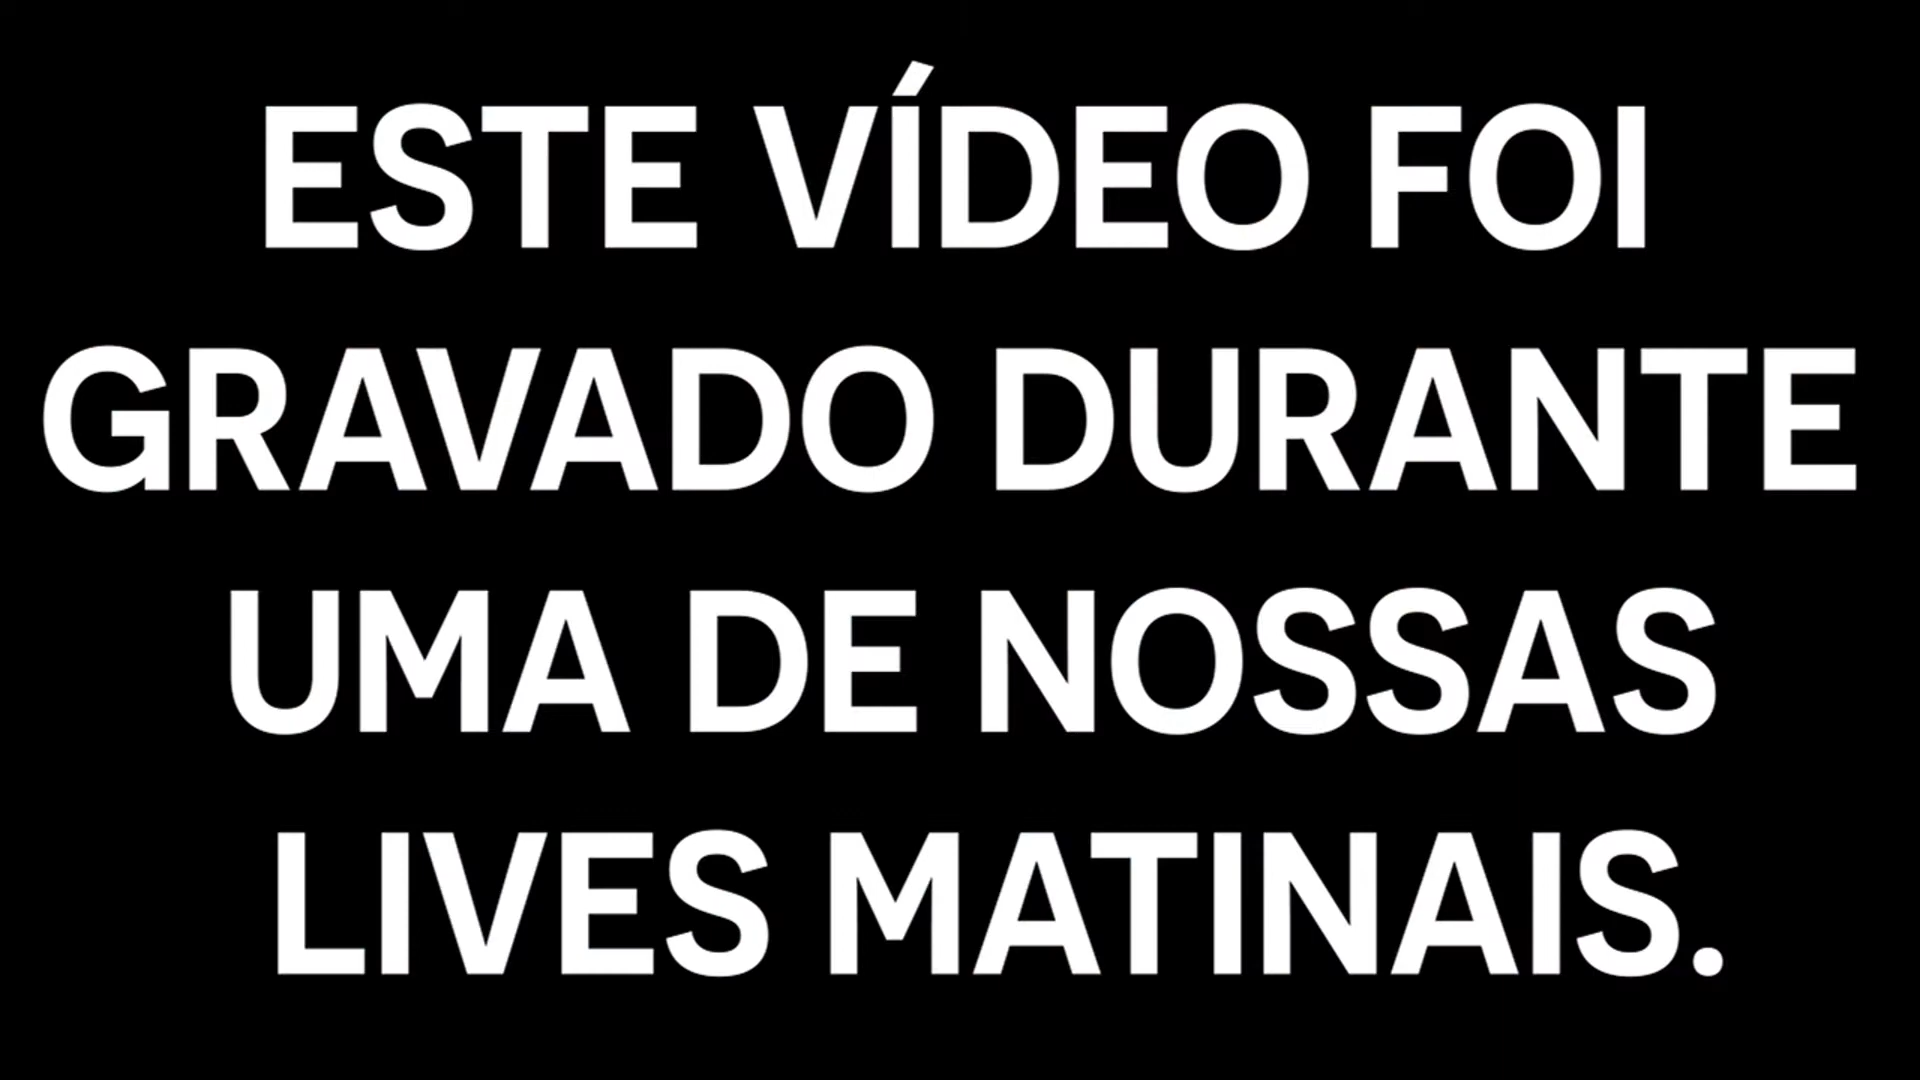 ESTE VÍDEO FOI
GRAVADO DURANTE
UMA DE NOSSAS
LIVES MATINAIS.